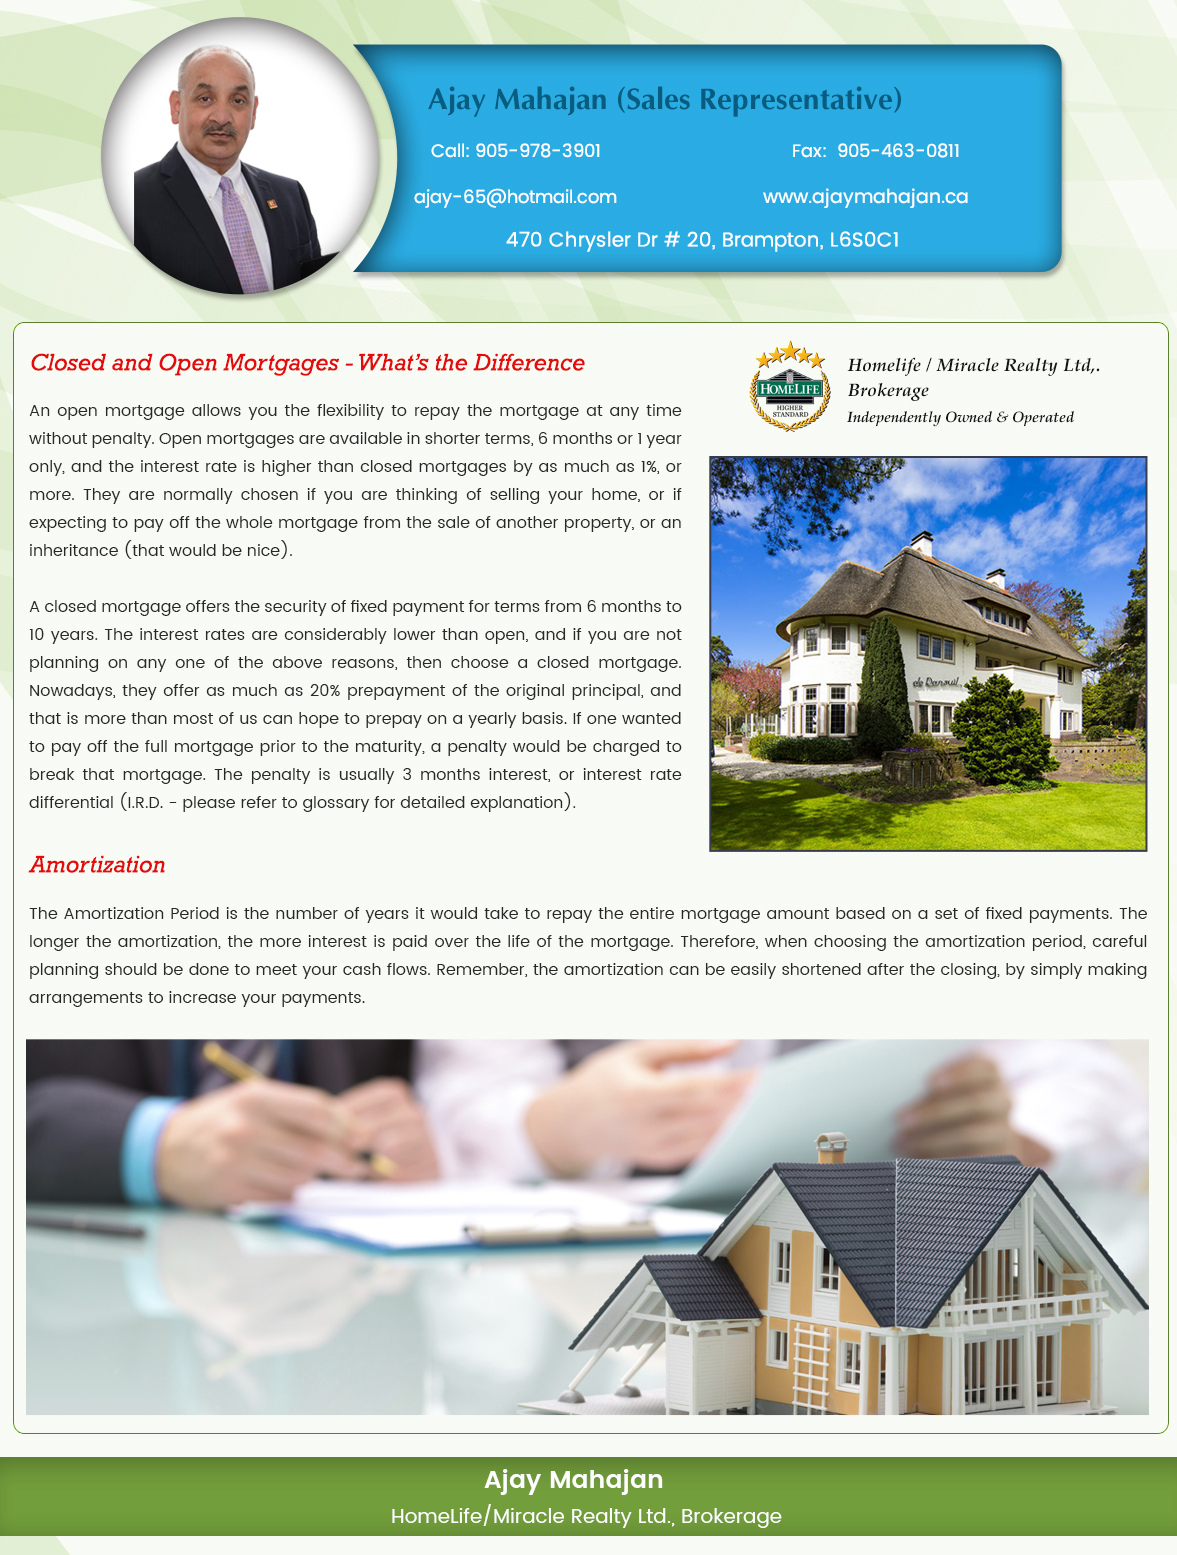 Ajay Mahajan (Sales Representative)
Call: 905-978-3901
Fax: 905-463-0811
ajay-65@hotmail.com
www.ajaymahajan.ca
470 Chrysler Dr # 20, Brampton, L6S0C1
Closed and Open Mortgages - What's the Difference
An open mortgage allows you the flexibility to repay the mortgage at any time
without penalty. Open mortgages are available in shorter terms, 6 months or 1 year
only, and the interest rate is higher than closed mortgages by as much as 1%, or
more. They are normally chosen if you are thinking of selling your home, or if
expecting to pay off the whole mortgage from the sale of another property, or an
inheritance (that would be nice).
A closed mortgage offers the security of fixed payment for terms from 6 months to
10 years. The interest rates are considerably lower than open, and if you are not
planning on any one of the above reasons, then choose a closed mortgage.
Nowadays, they offer as much as 20% prepayment of the original principal, and
that is more than most of us can hope to prepay on a yearly basis. If one wanted
to pay off the full mortgage prior to the maturity, a penalty would be charged to
break that mortgage. The penalty is usually 3 months interest, or interest rate
differential (I.R.D. - please refer to glossary for detailed explanation).
HOMELIFE
HIGHER
STANDARD
Homelife / Miracle Realty Ltd,.
Brokerage
Independently Owned & Operated
Amortization
The Amortization Period is the number of years it would take to repay the entire mortgage amount based on a set of fixed payments. The
longer the amortization, the more interest is paid over the life of the mortgage. Therefore, when choosing the amortization period, careful
planning should be done to meet your cash flows. Remember, the amortization can be easily shortened after the closing, by simply making
arrangements to increase your payments.
Ajay Mahajan
HomeLife/Miracle Realty Ltd., Brokerage